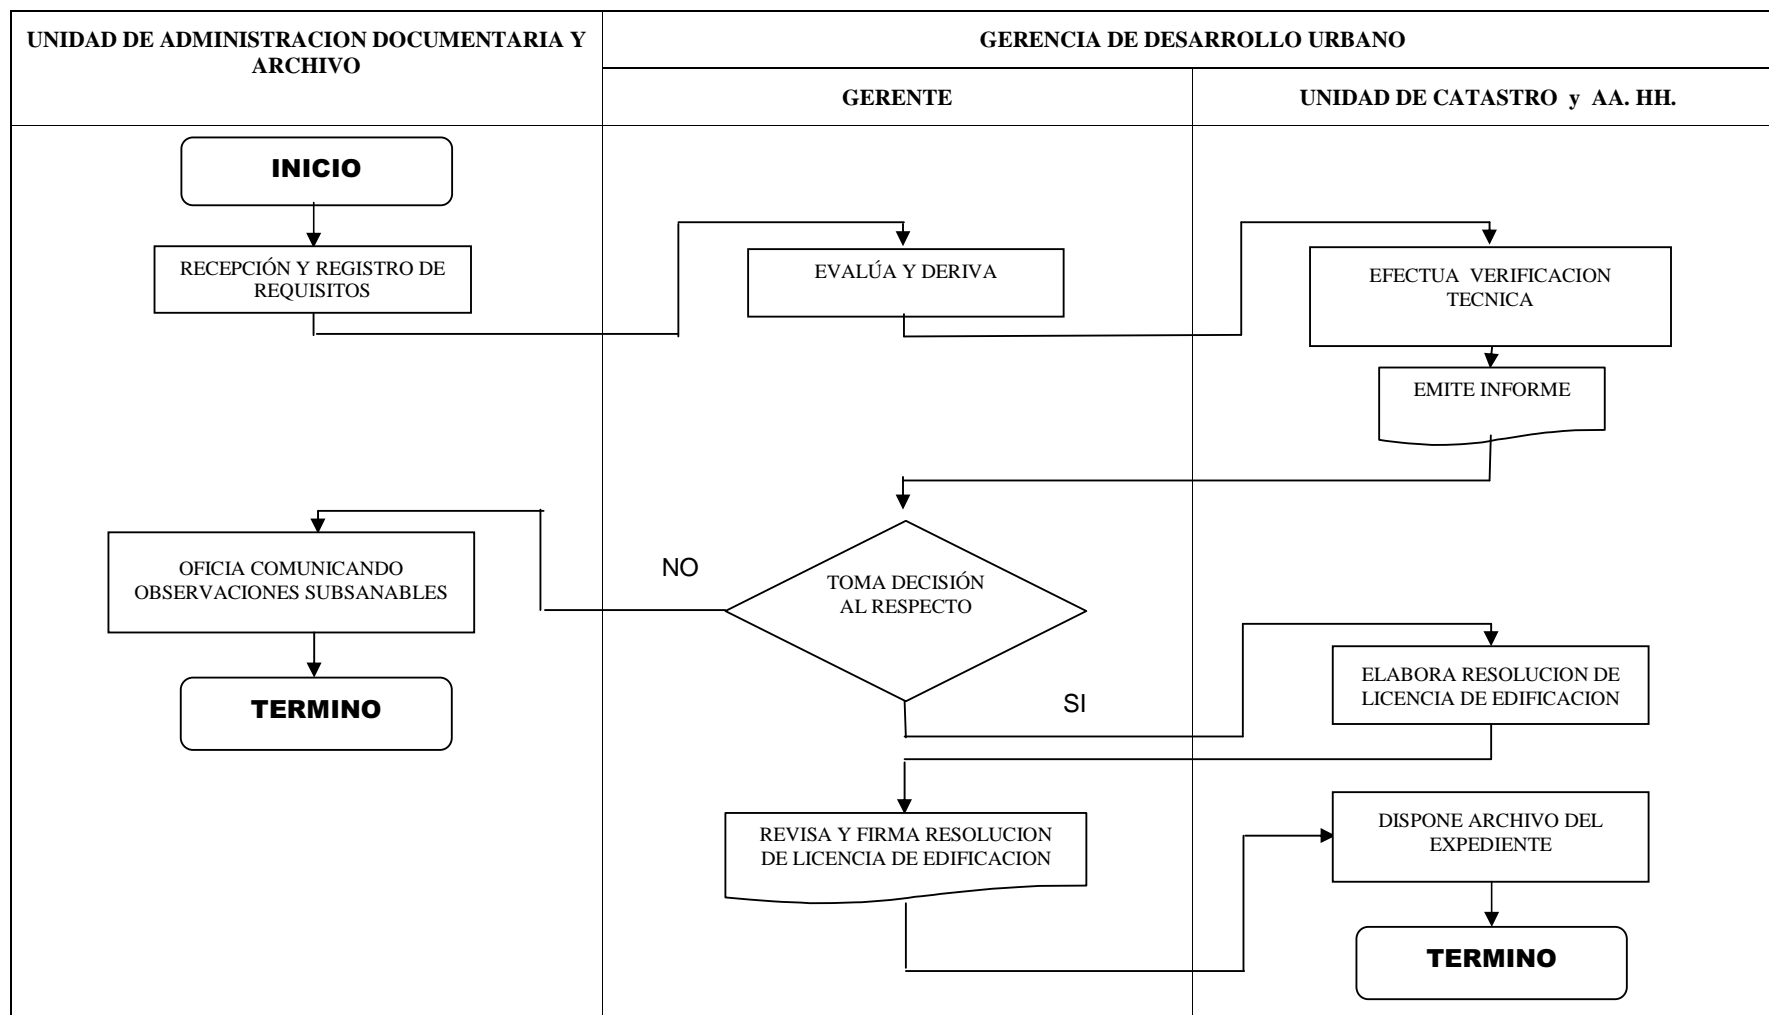 UNIDAD DE ADMINISTRACION DOCUMENTARIA Y
ARCHIVO
GERENCIA DE DESARROLLO URBANO
GERENTE
UNIDAD DE CATASTRO y AA. HH.
INICIO
RECEPCIÓN Y REGISTRO DE
REQUISITOS
EVALÚA Y DERIVA
EFECTUA VERIFICACION
TECNICA
EMITE INFORME
TOMA DECISIÓN
AL RESPECTO
NO
OFICIA COMUNICANDO
OBSERVACIONES SUBSANABLES
TERMINO
SI
ELABORA RESOLUCION DE
LICENCIA DE EDIFICACION
REVISA Y FIRMA RESOLUCION
DE LICENCIA DE EDIFICACION
DISPONE ARCHIVO DEL
EXPEDIENTE
TERMINO